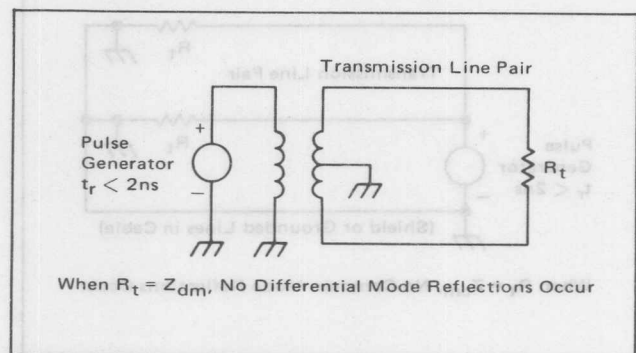 Transmission Line Pair
+
Pulse
Generator
t_r < 2ns
−
R_t
When R_t = Z_dm, No Differential Mode Reflections Occur